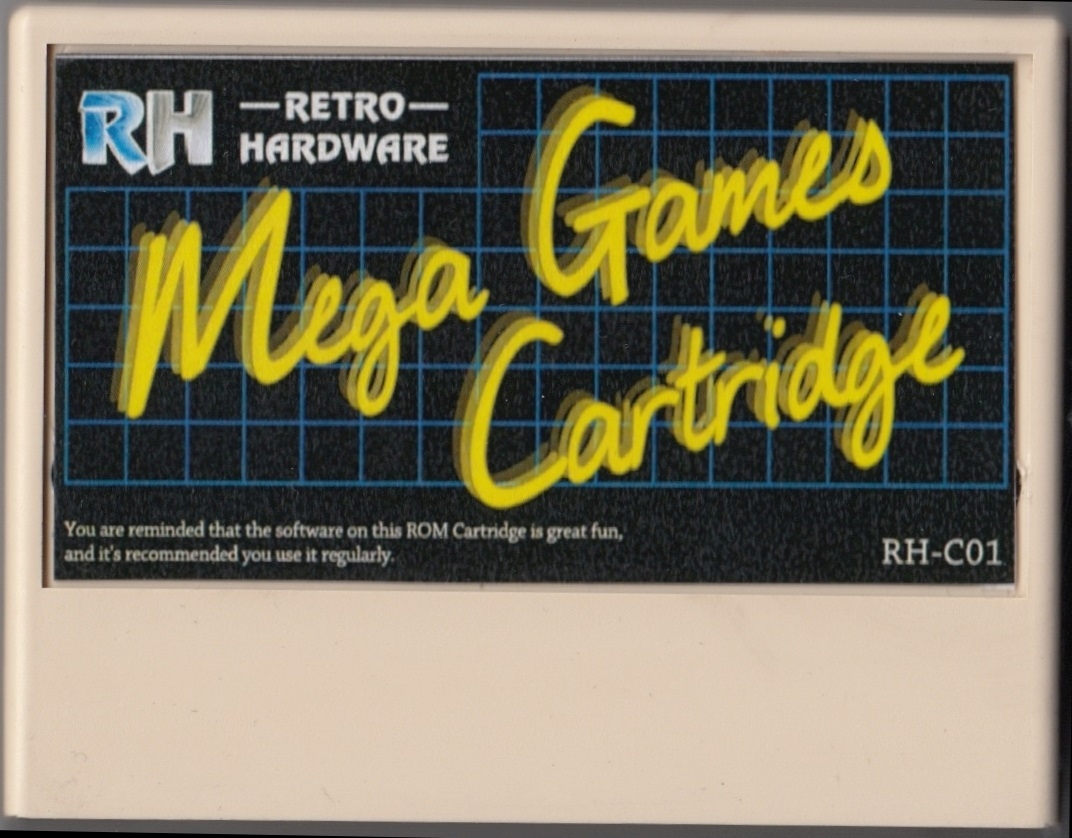 RH
—RETRO—
HARDWARE
Mega Games
Cartridge
You are reminded that the software on this ROM Cartridge is great fun,
and it's recommended you use it regularly.
RH-C01